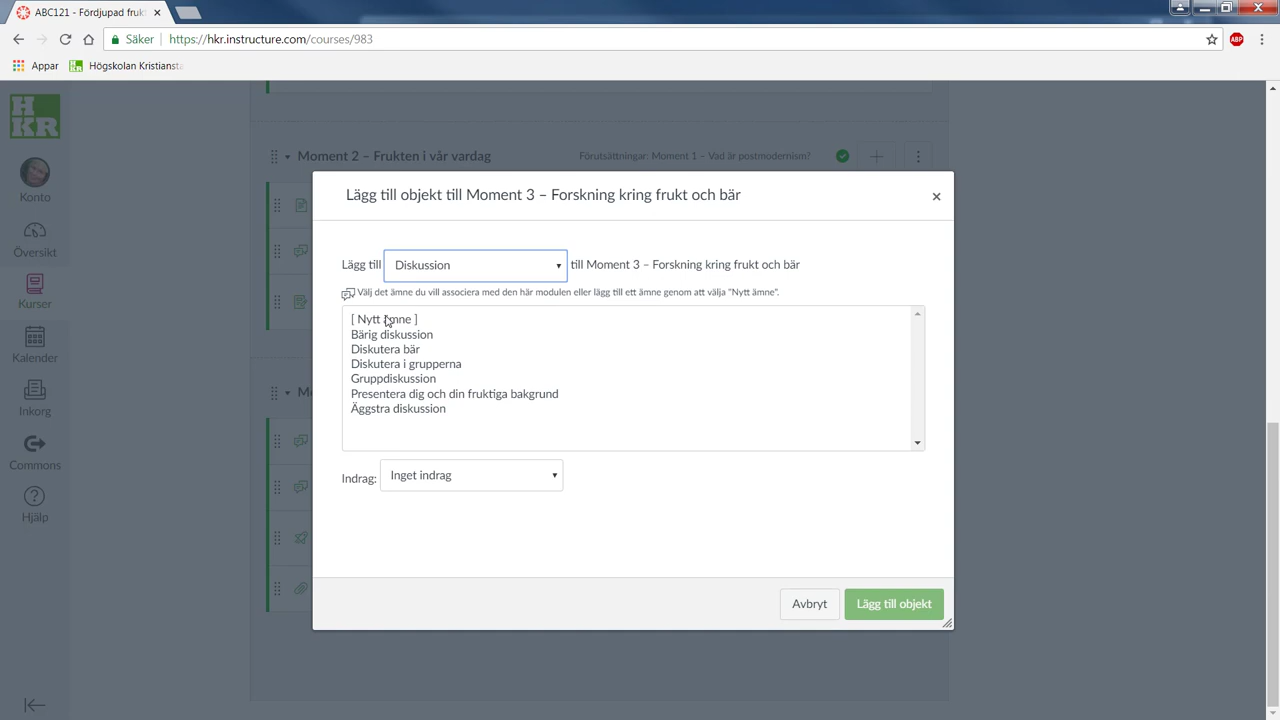 ABC121 - Fördjupad fruk
Säker
https://hkr.instructure.com/courses/983
ABP
Appar
Högskolan Kristiansta
HKR
Konto
Översikt
Kurser
Kalender
Inkorg
Commons
Hjälp
Moment 2 – Frukten i vår vardag
Förutsättningar: Moment 1 – Vad är postmodernism?
Mo
Lägg till objekt till Moment 3 – Forskning kring frukt och bär
Lägg till Diskussion till Moment 3 – Forskning kring frukt och bär
Välj det ämne du vill associera med den här modulen eller lägg till ett ämne genom att välja "Nytt ämne".
[ Nytt ämne ]
Bärig diskussion
Diskutera bär
Diskutera i grupperna
Gruppdiskussion
Presentera dig och din fruktiga bakgrund
Äggstra diskussion
Indrag: Inget indrag
Avbryt
Lägg till objekt